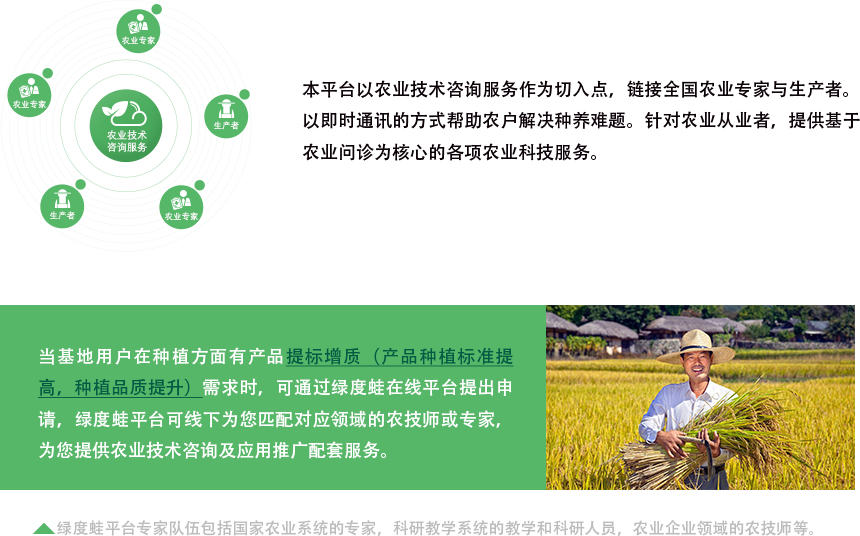 农业专家
农业专家
生产者
农业技术
咨询服务
生产者
农业专家
本平台以农业技术咨询服务作为切入点，链接全国农业专家与生产者。
以即时通讯的方式帮助农户解决种养难题。针对农业从业者，提供基于
农业问诊为核心的各项农业科技服务。
当基地用户在种植方面有产品提标增质（产品种植标准提
高，种植品质提升）需求时，可通过绿度蛙在线平台提出申
请，绿度蛙平台可线下为您匹配对应领域的农技师或专家，
为您提供农业技术咨询及应用推广配套服务。
绿度蛙平台专家队伍包括国家农业系统的专家，科研教学系统的教学和科研人员，农业企业领域的农技师等。